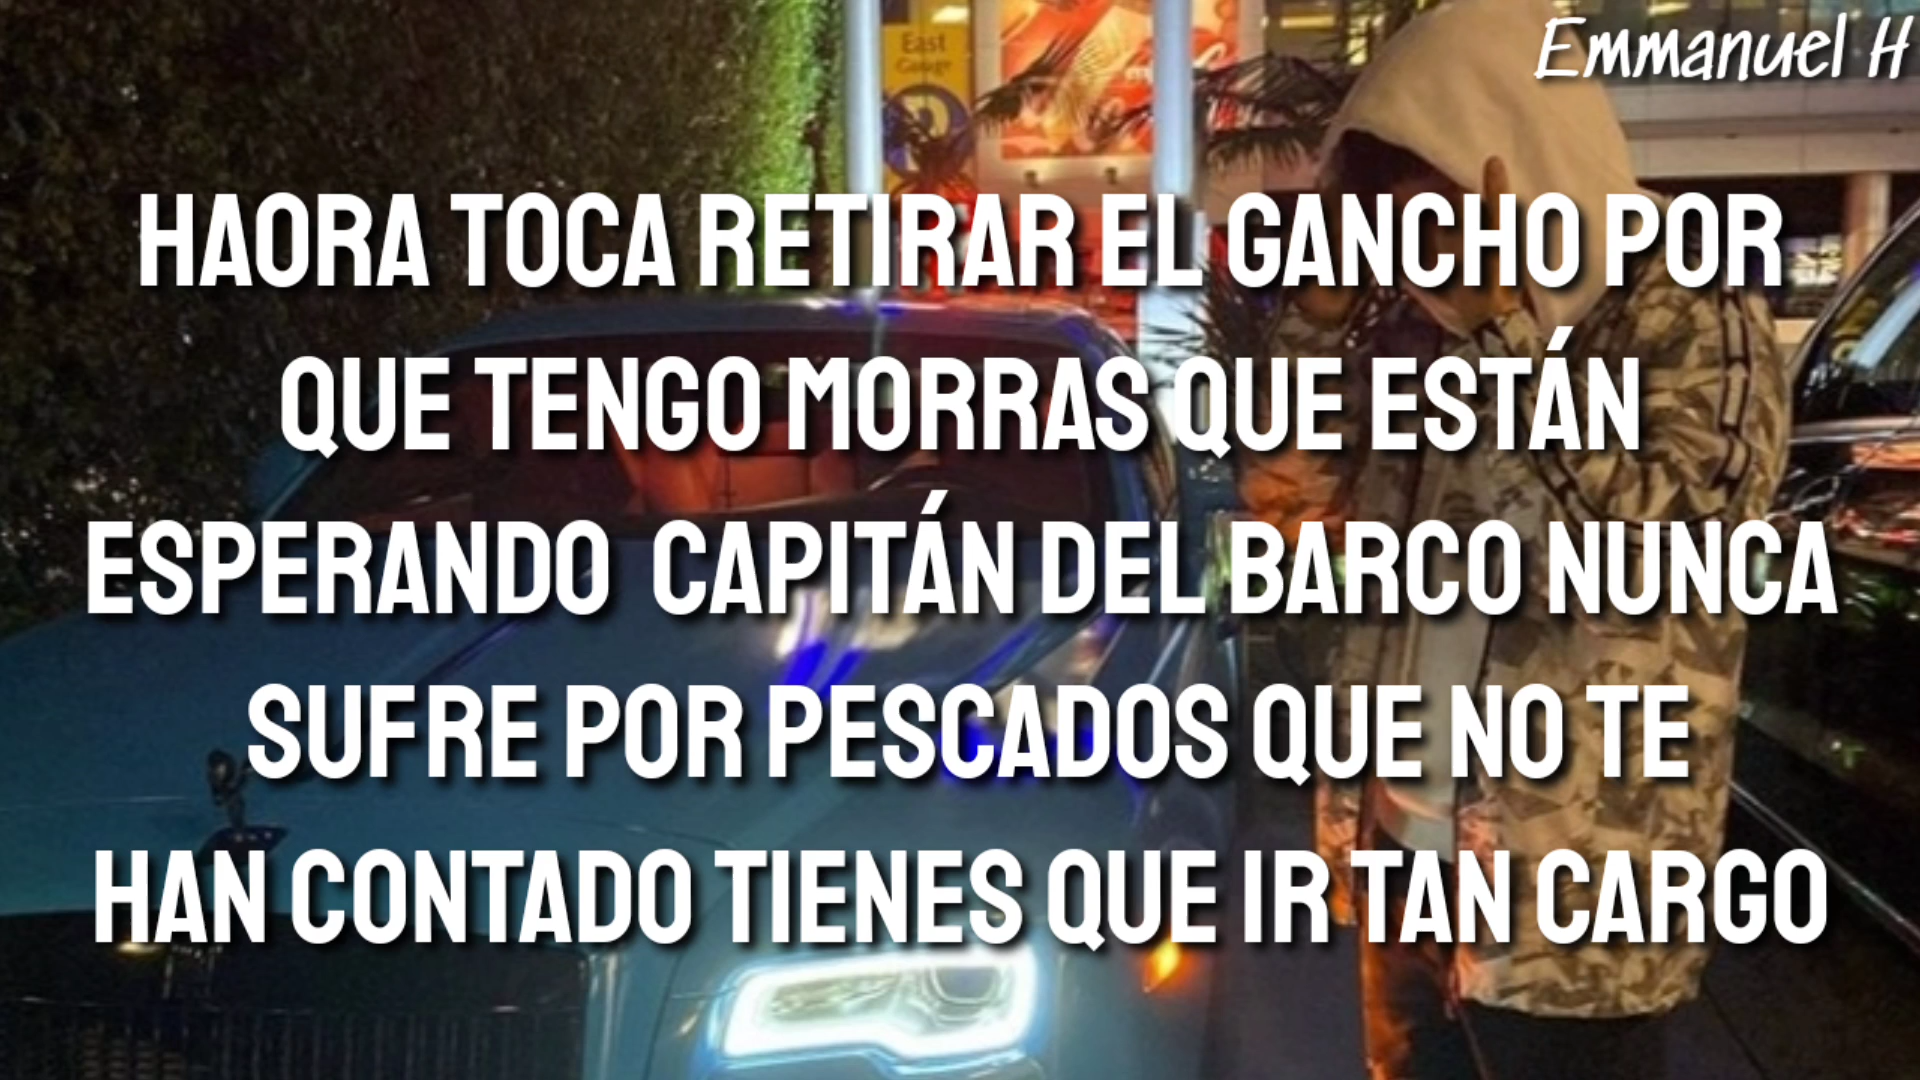 Emmanuel H
HAORA TOCA RETIRAR EL GANCHO POR
QUE TENGO MORRAS QUE ESTÁN
ESPERANDO CAPITÁN DEL BARCO NUNCA
SUFRE POR PESCADOS QUE NO TE
HAN CONTADO TIENES QUE IR TAN CARGO
East